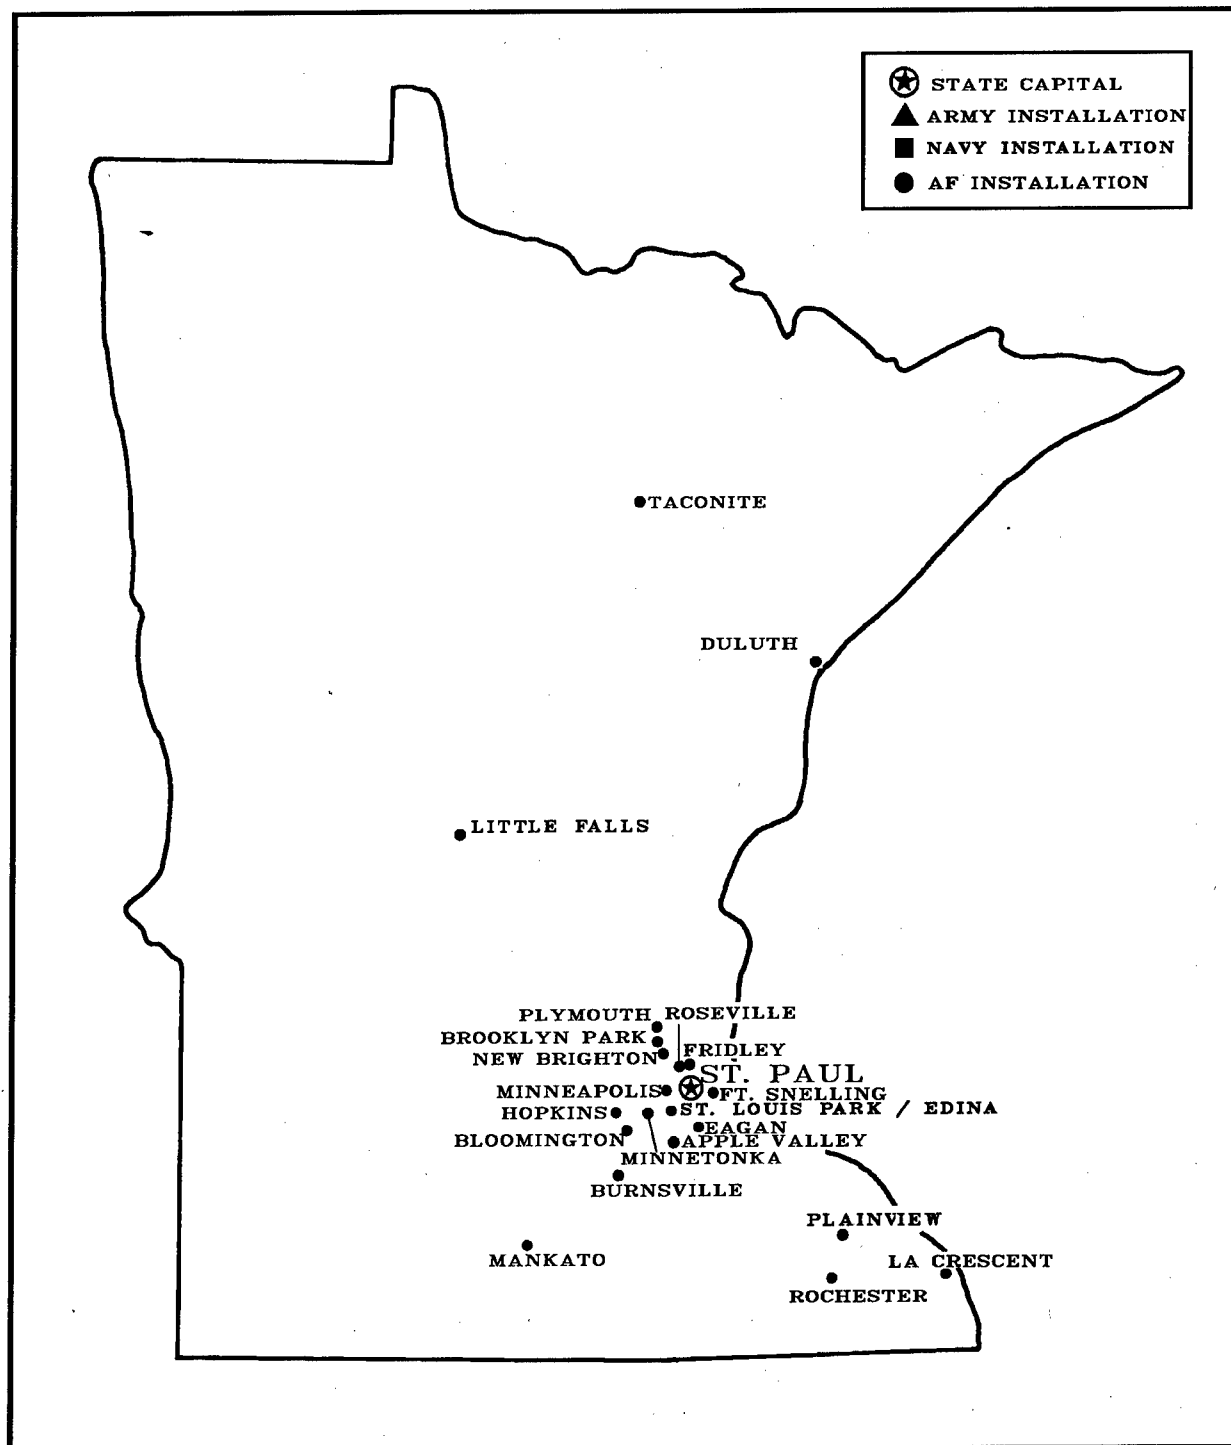 STATE CAPITAL
ARMY INSTALLATION
NAVY INSTALLATION
AF INSTALLATION
TACONITE
DULUTH
LITTLE FALLS
PLYMOUTH
ROSEVILLE
BROOKLYN PARK
FRIDLEY
NEW BRIGHTON
ST. PAUL
MINNEAPOLIS
FT. SNELLING
HOPKINS
ST. LOUIS PARK / EDINA
EAGAN
BLOOMINGTON
APPLE VALLEY
MINNETONKA
BURNSVILLE
PLAINVIEW
MANKATO
LA CRESCENT
ROCHESTER